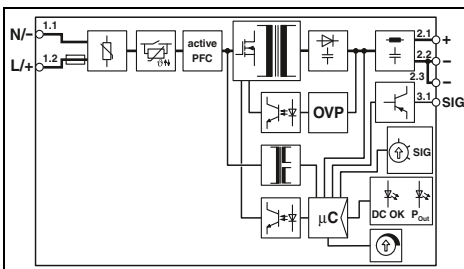 N/- 1.1
L/+ 1.2
active
PFC
2.1 +
2.2 −
2.3 −
3.1 SIG
OVP
SIG
µC
DC OK POut
ϑ